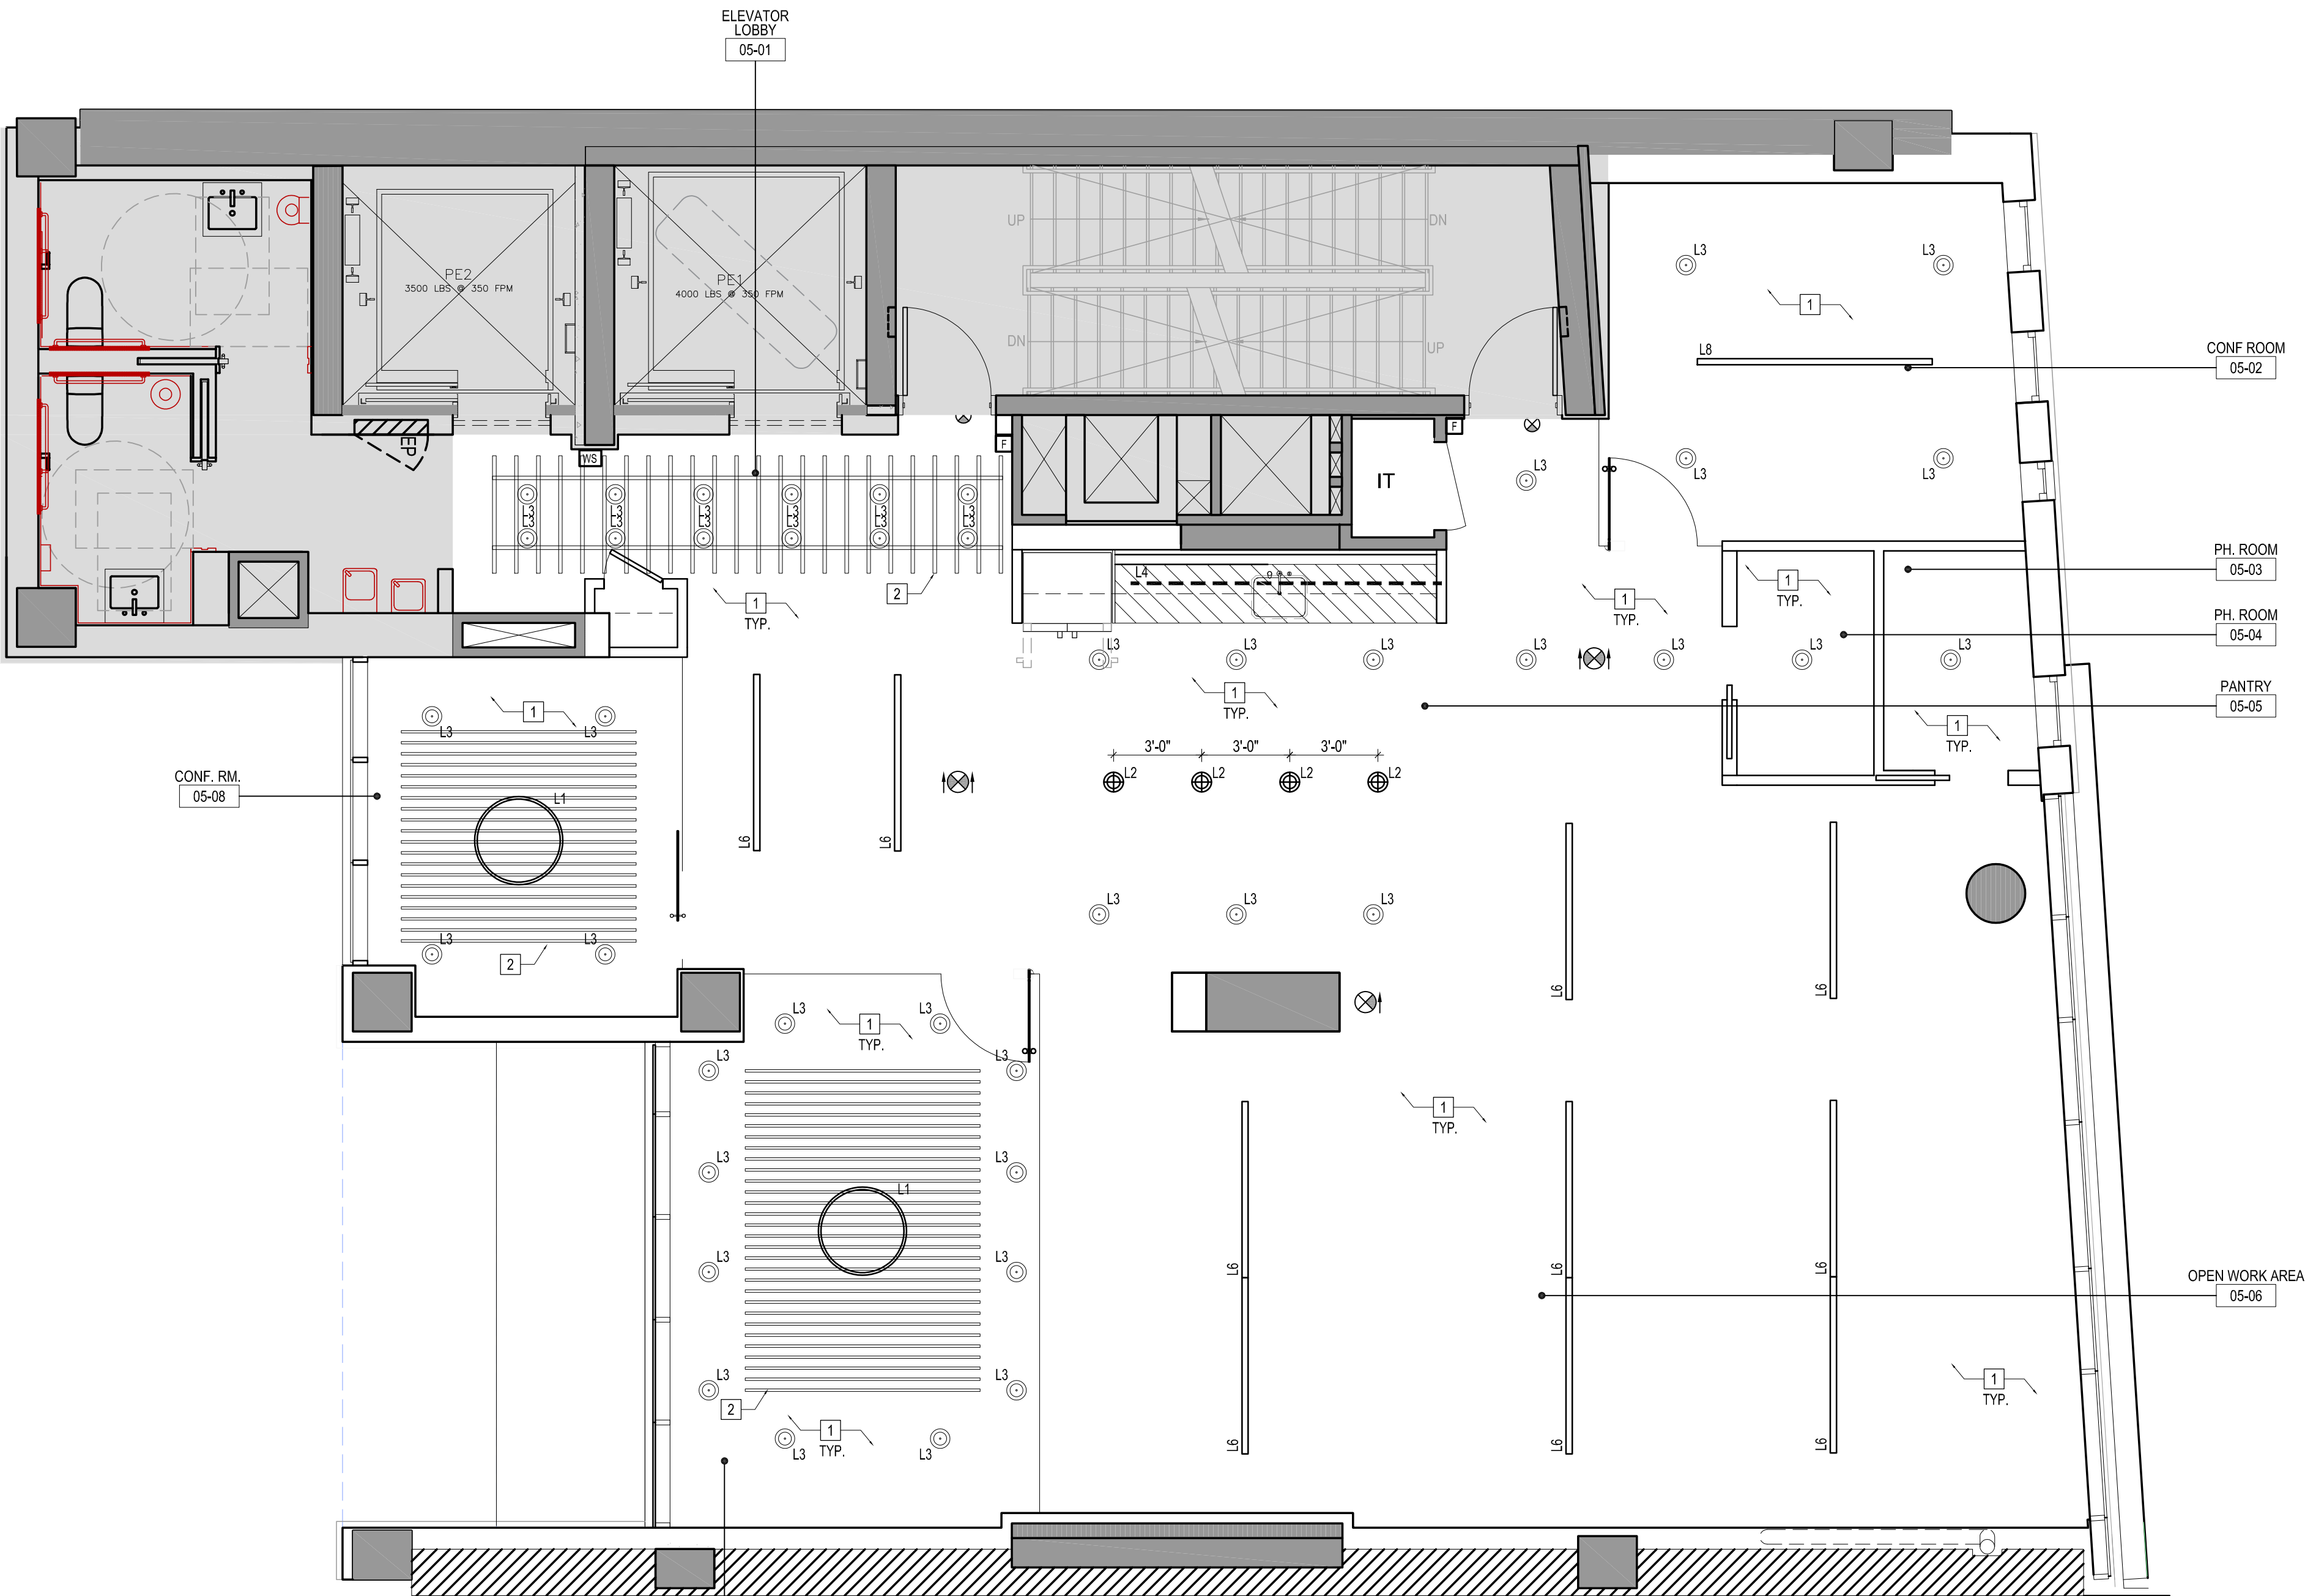 ELEVATOR
LOBBY
05-01
UP
DN
PE2
3500 LBS @ 350 FPM
PE1
4000 LBS @ 350 FPM
DN
UP
L3
L3
1
L8
CONF ROOM
05-02
EP
WS
F
F
L3
L3
L3
IT
L3
L3
L3
L3
L3
L3
L3
L3
L3
L3
L3
L3
2
L4
1
TYP.
1
TYP.
1
TYP.
PH. ROOM
05-03
PH. ROOM
05-04
L3
L3
L3
L3
L3
L3
L3
1
TYP.
PANTRY
05-05
1
L3
L3
1
TYP.
3'-0"
3'-0"
3'-0"
L2
L2
L2
L2
CONF. RM.
05-08
L1
L6
L6
L3
L3
L3
L3
L3
2
L6
L6
L3
L3
1
TYP.
L3
L3
1
TYP.
L3
L3
L1
L3
L3
L6
L6
L6
OPEN WORK AREA
05-06
L3
L3
2
1
TYP.
1
TYP.
L3
L3
L6
L6
L6